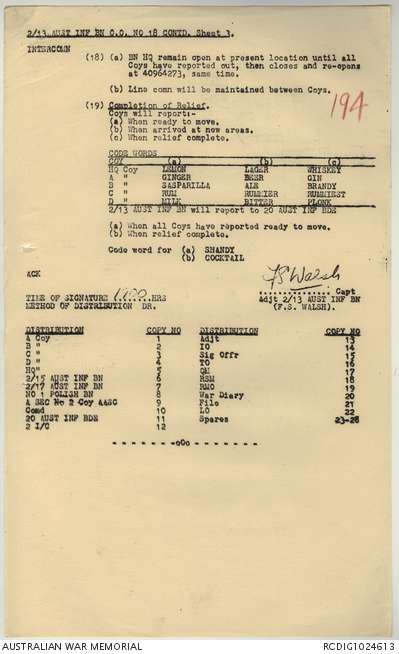 2/13 AUST INF BN O.O. NO 18 CONTD. Sheet 3.
INTERCOMN
(18) (a) BN HQ remain open at present location until all
Coys have reported out, then closes and re-opens
at 40964273, same time.
(b) Line comn will be maintained between Coys.
194
(19) Completion of Relief.
Coys will report:-
(a) When ready to move.
(b) When arrived at new areas.
(c) When relief complete.
CODE WORDS
COY (a) (b) (c)
HQ Coy LEMON LAGER WHISKEY
A " GINGER BEER GIN
B " SASPARILLA ALE BRANDY
C " RUM RUMMIER RUMMIEST
D " MILK BITTER PLONK
2/13 AUST INF BN will report to 20 AUST INF BDE
(a) When all Coys have reported ready to move.
(b) When relief complete.
Code word for (a) SHANDY
(b) COCKTAIL
ACK
F S Walsh
............ Capt
TIME OF SIGNATURE HRS Adjt 2/13 AUST INF BN
METHOD OF DISTRIBUTION DR. (F.S. WALSH).
DISTRIBUTION COPY NO DISTRIBUTION COPY NO
A Coy 1 Adjt 13
B " 2 IO 14
C " 3 Sig Offr 15
D " 4 TO 16
HQ" 5 QM 17
2/15 AUST INF BN 6 RSM 18
2/17 AUST INF BN 7 RMO 19
NO 1 POLISH BN 8 War Diary 20
A SEC No 2 Coy AASC 9 File 21
Comd 10 LO 22
20 AUST INF BDE 11 Spares 23-28
2 I/C 12
- - - - - - -oOo- - - - - - -
AUSTRALIAN WAR MEMORIAL RCDIG1024613